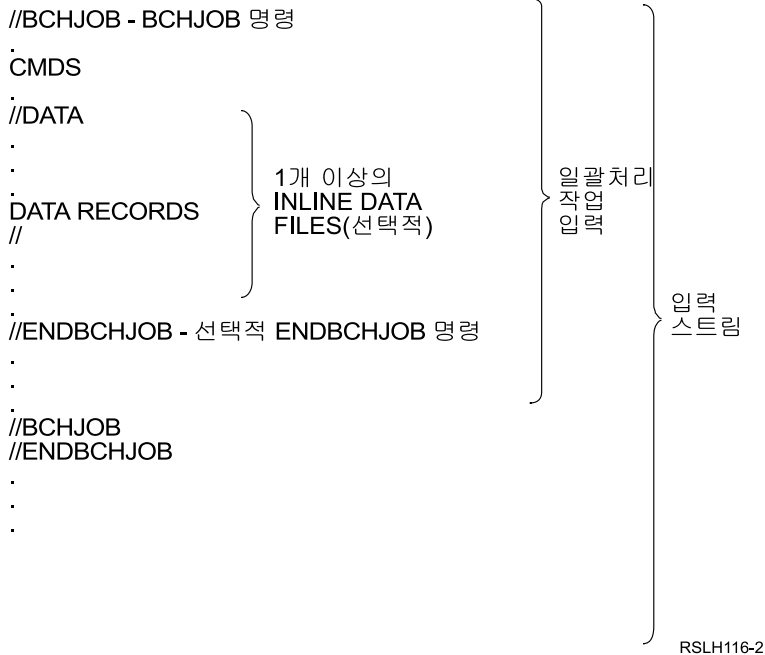 //BCHJOB - BCHJOB 명령
.
CMDS
.
//DATA
.
.
.
DATA RECORDS
//
.
.
.
//ENDBCHJOB - 선택적 ENDBCHJOB 명령
.
.
.
//BCHJOB
//ENDBCHJOB
.
.
.
1개 이상의
INLINE DATA
FILES(선택적)
일괄처리
작업
입력
입력
스트림
RSLH116-2